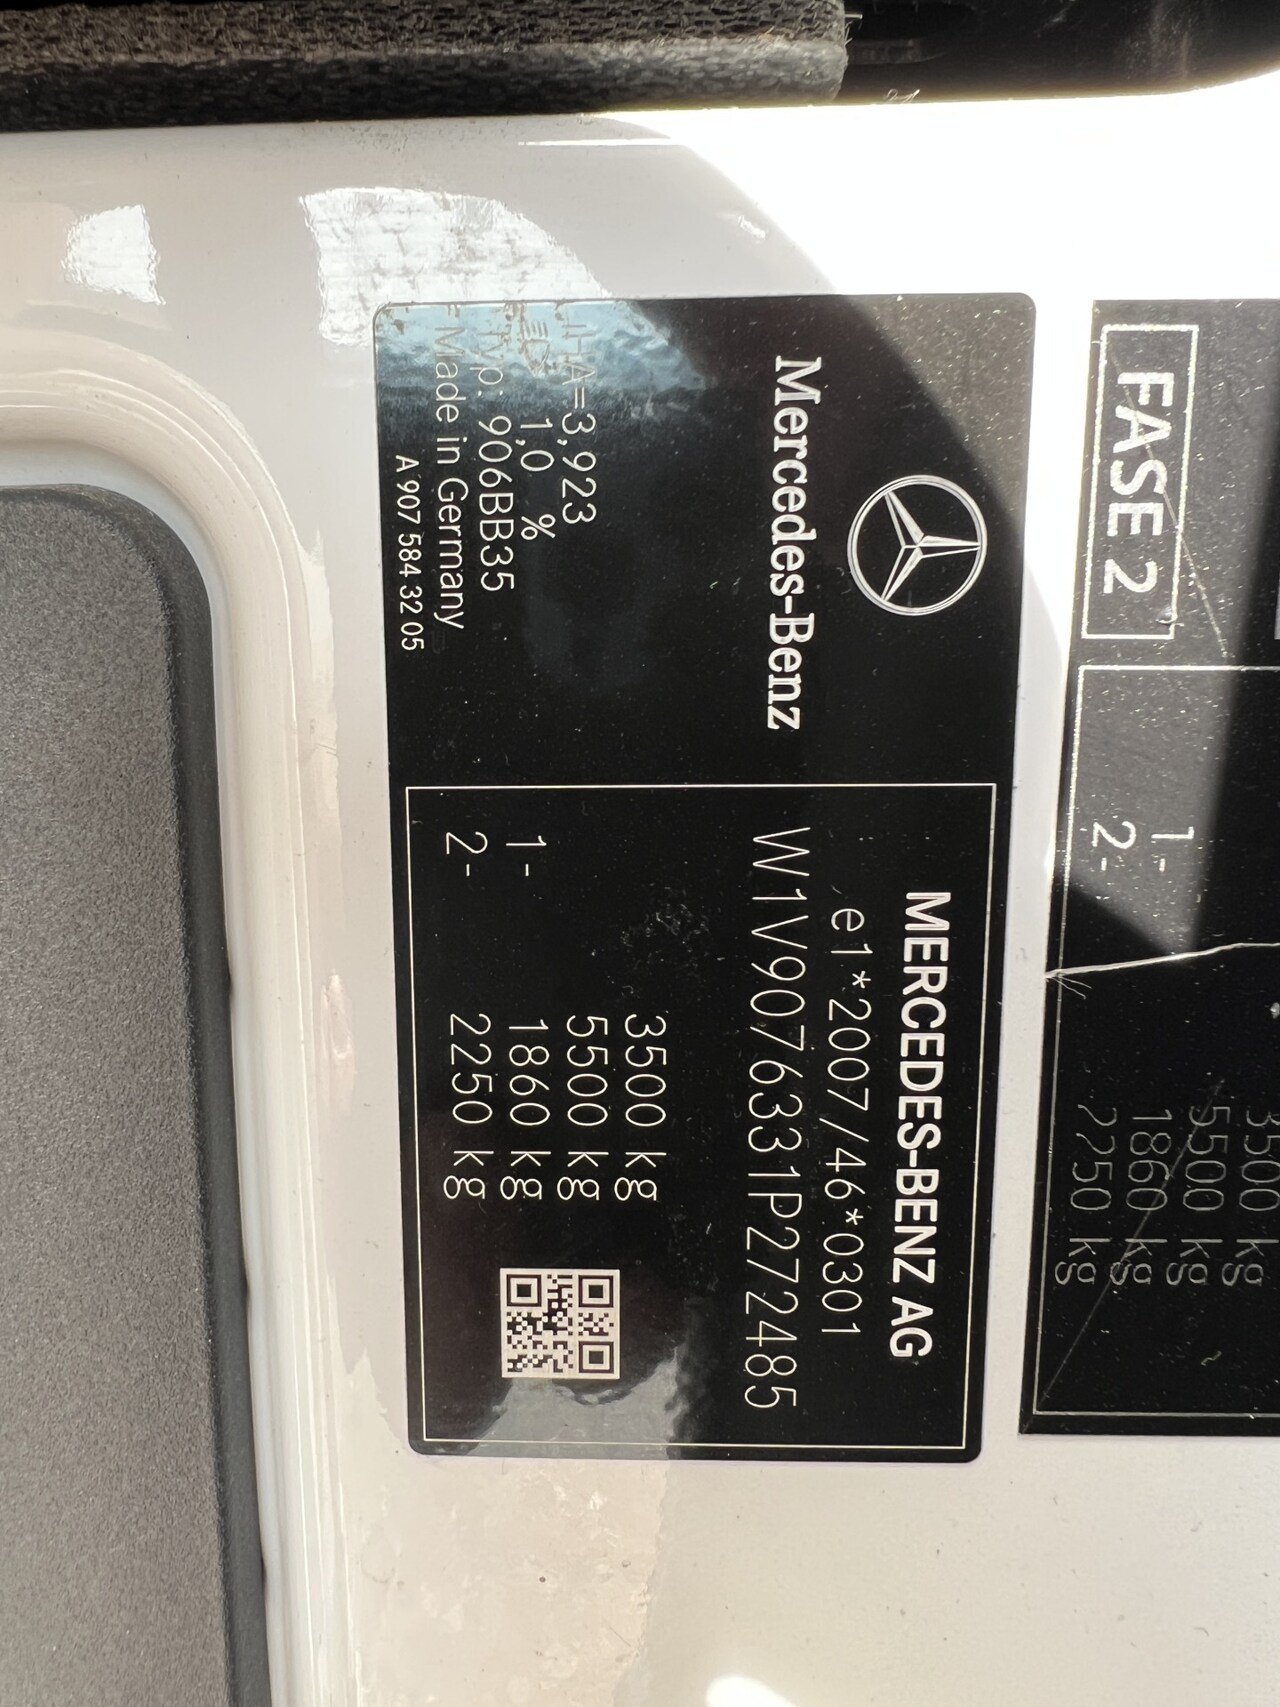 Mercedes-Benz
HA=3,923
1,0 %
Typ: 906BB35
Made in Germany
A 907 584 32 05
MERCEDES-BENZ AG
e1*2007/46*0301
W1V9076331P272485
3500 kg
5500 kg
1- 1860 kg
2- 2250 kg
FASE 2
3500 kg
5500 kg
1- 1860 kg
2- 2250 kg